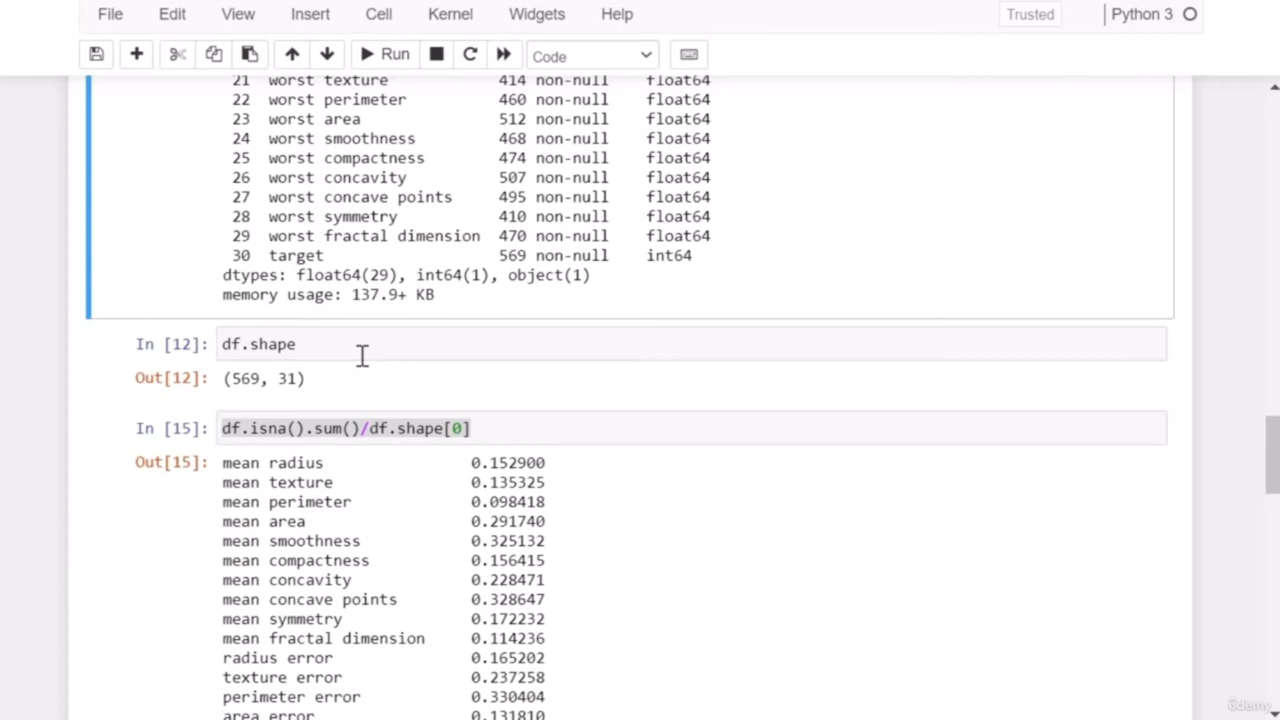 File Edit View Insert Cell Kernel Widgets Help Trusted Python 3
Run Code
21 worst texture 414 non-null float64
22 worst perimeter 460 non-null float64
23 worst area 512 non-null float64
24 worst smoothness 468 non-null float64
25 worst compactness 474 non-null float64
26 worst concavity 507 non-null float64
27 worst concave points 495 non-null float64
28 worst symmetry 410 non-null float64
29 worst fractal dimension 470 non-null float64
30 target 569 non-null int64
dtypes: float64(29), int64(1), object(1)
memory usage: 137.9+ KB
In [12]: df.shape
Out[12]: (569, 31)
In [15]: df.isna().sum()/df.shape[0]
Out[15]: mean radius 0.152900
mean texture 0.135325
mean perimeter 0.098418
mean area 0.291740
mean smoothness 0.325132
mean compactness 0.156415
mean concavity 0.228471
mean concave points 0.328647
mean symmetry 0.172232
mean fractal dimension 0.114236
radius error 0.165202
texture error 0.237258
perimeter error 0.330404
area error 0.131810
Udemy